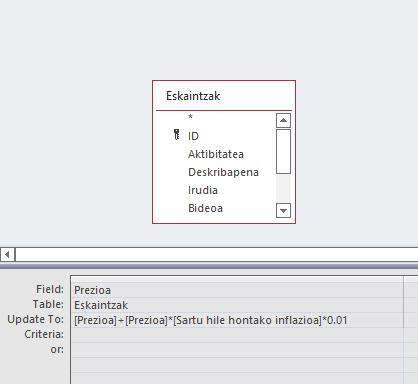 Eskaintzak
*
ID
Aktibitatea
Deskribapena
Irudia
Bideoa
Field: Prezioa
Table: Eskaintzak
Update To: [Prezioa]+[Prezioa]*[Sartu hile hontako inflazioa]*0.01
Criteria:
or: